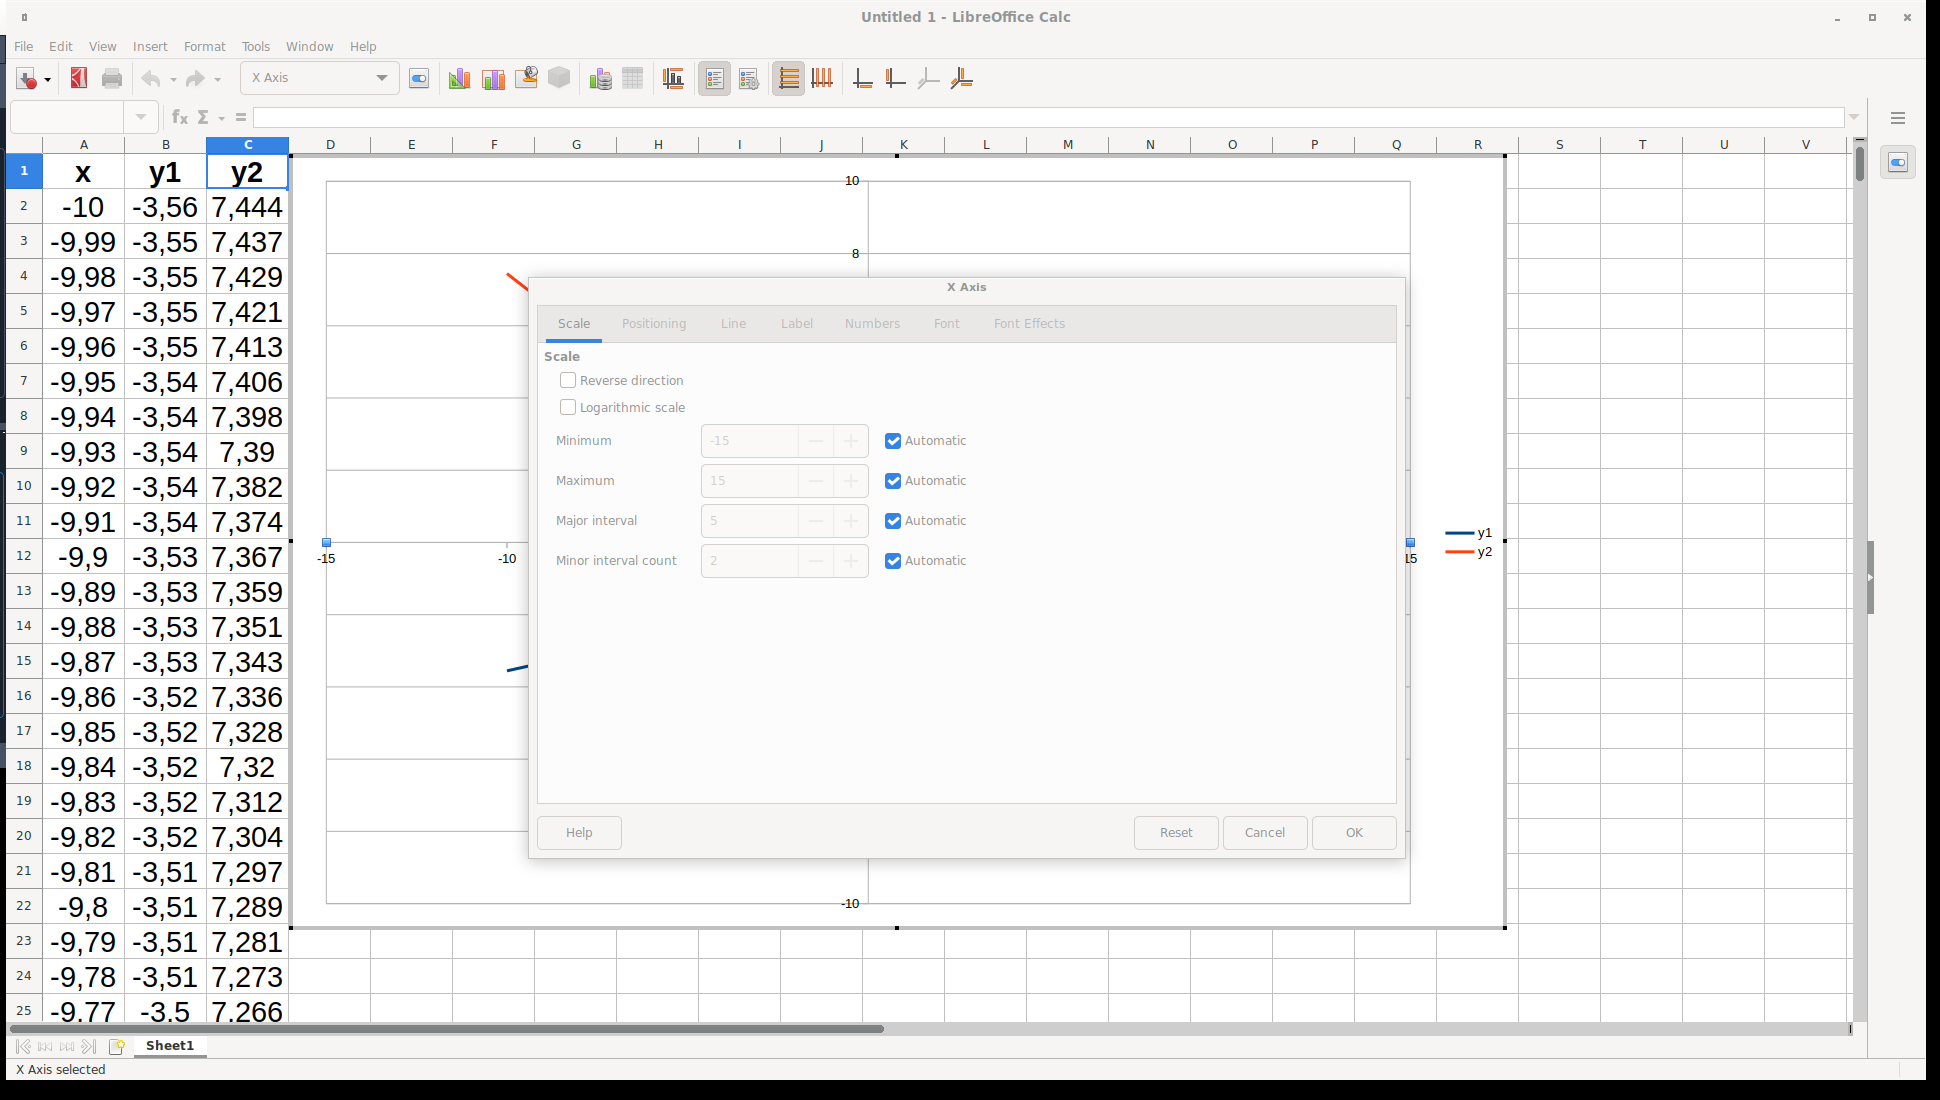 Untitled 1 - LibreOffice Calc
File Edit View Insert Format Tools Window Help
X Axis
fx Σ =
A B C D E F G H I J K L M N O P Q R S T U V
1 x y1 y2
2 -10 -3,56 7,444
3 -9,99 -3,55 7,437
4 -9,98 -3,55 7,429
5 -9,97 -3,55 7,421
6 -9,96 -3,55 7,413
7 -9,95 -3,54 7,406
8 -9,94 -3,54 7,398
9 -9,93 -3,54 7,39
10 -9,92 -3,54 7,382
11 -9,91 -3,54 7,374
12 -9,9 -3,53 7,367
13 -9,89 -3,53 7,359
14 -9,88 -3,53 7,351
15 -9,87 -3,53 7,343
16 -9,86 -3,52 7,336
17 -9,85 -3,52 7,328
18 -9,84 -3,52 7,32
19 -9,83 -3,52 7,312
20 -9,82 -3,52 7,304
21 -9,81 -3,51 7,297
22 -9,8 -3,51 7,289
23 -9,79 -3,51 7,281
24 -9,78 -3,51 7,273
25 -9,77 -3,5 7,266
10
8
-15 -10 15
-10
y1
y2
X Axis
Scale Positioning Line Label Numbers Font Font Effects
Scale
Reverse direction
Logarithmic scale
Minimum -15 Automatic
Maximum 15 Automatic
Major interval 5 Automatic
Minor interval count 2 Automatic
Help Reset Cancel OK
Sheet1
X Axis selected